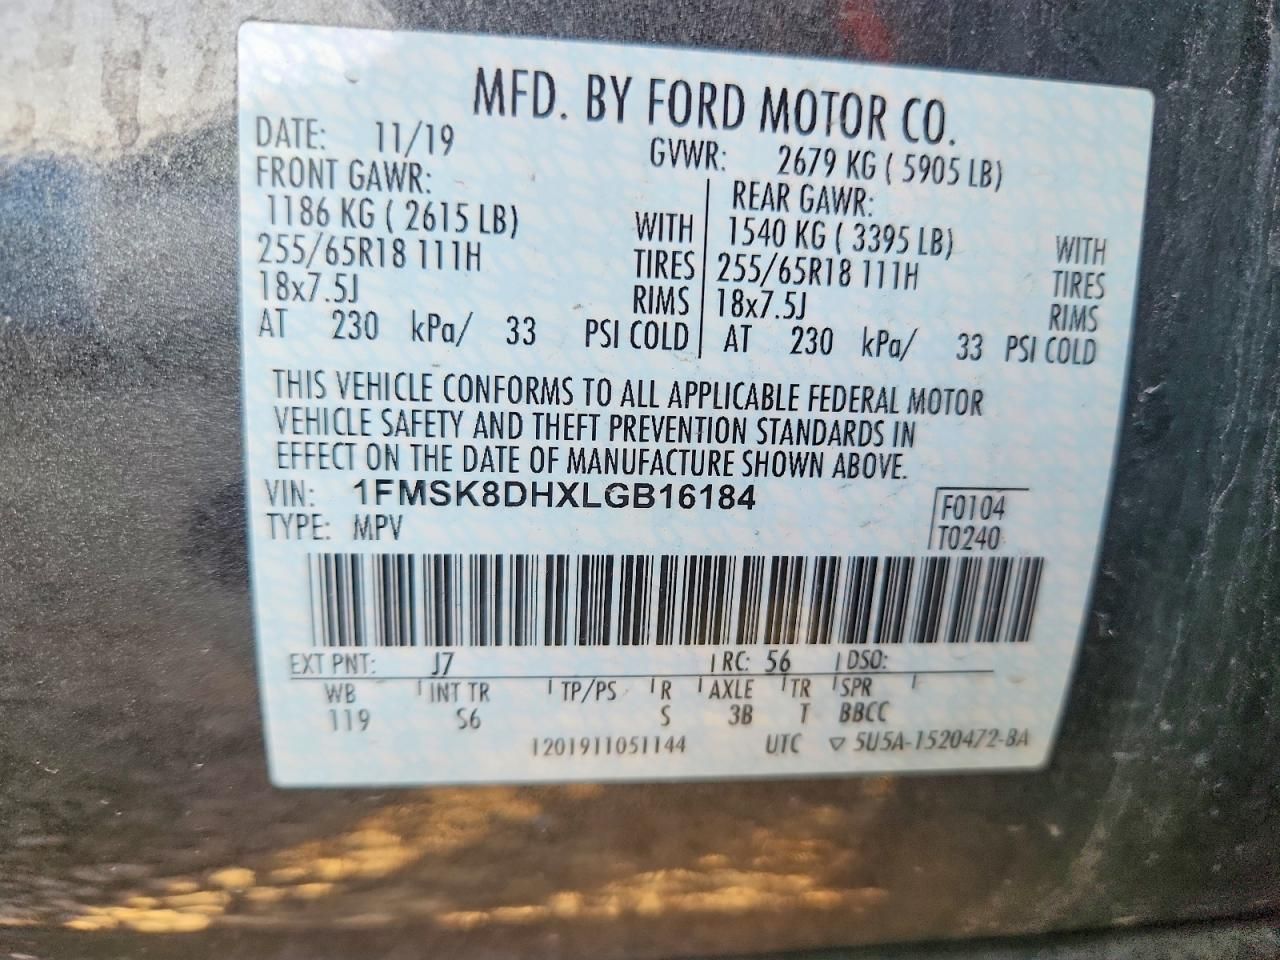 MFD. BY FORD MOTOR CO.
DATE: 11/19 GVWR: 2679 KG ( 5905 LB)
FRONT GAWR: REAR GAWR:
1186 KG ( 2615 LB) WITH 1540 KG ( 3395 LB) WITH
255/65R18 111H TIRES 255/65R18 111H TIRES
18x7.5J RIMS 18x7.5J RIMS
AT 230 kPa/ 33 PSI COLD AT 230 kPa/ 33 PSI COLD
THIS VEHICLE CONFORMS TO ALL APPLICABLE FEDERAL MOTOR
VEHICLE SAFETY AND THEFT PREVENTION STANDARDS IN
EFFECT ON THE DATE OF MANUFACTURE SHOWN ABOVE.
VIN: 1FMSK8DHXLGB16184 F0104
TYPE: MPV T0240
EXT PNT: J7 RC: 56 DSO:
WB INT TR TP/PS R AXLE TR SPR
119 S6 S 3B T BBCC
1201911051144 UTC ▽ 5U5A-1520472-BA